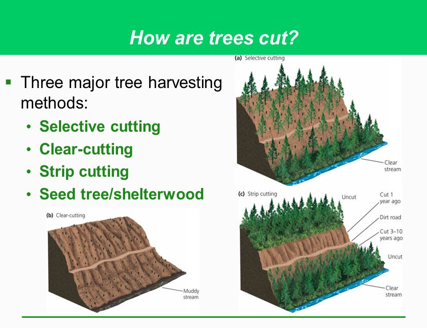 How are trees cut?
Three major tree harvesting
methods:
Selective cutting
Clear-cutting
Strip cutting
Seed tree/shelterwood
(a) Selective cutting
Clear
stream
(b) Clear-cutting
Muddy
stream
(c) Strip cutting
Uncut
Cut 1
year ago
Dirt road
Cut 3–10
years ago
Uncut
Clear
stream